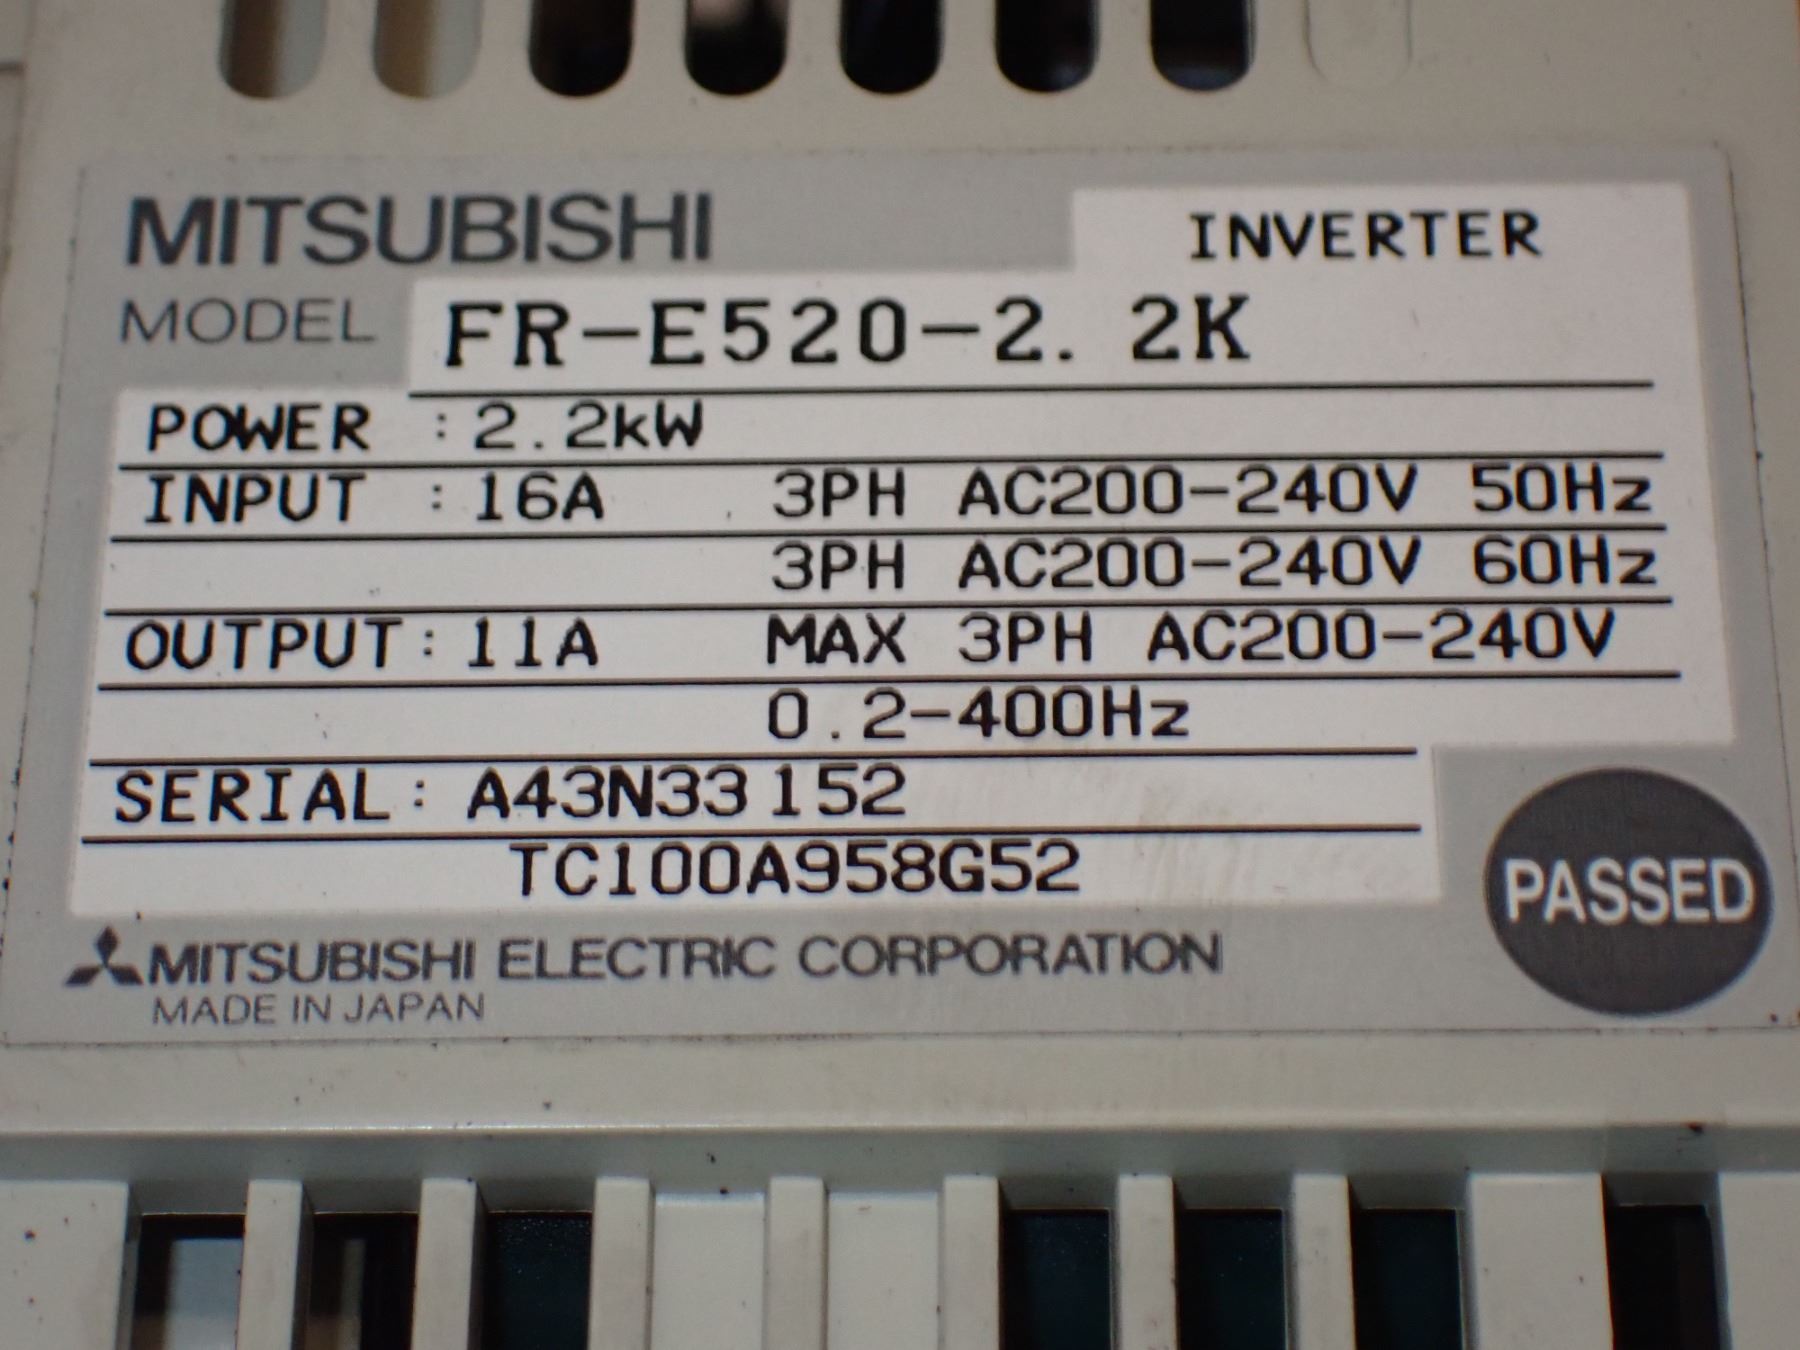 MITSUBISHI INVERTER
MODEL FR-E520-2.2K
POWER : 2.2kW
INPUT : 16A 3PH AC200-240V 50Hz
3PH AC200-240V 60Hz
OUTPUT : 11A MAX 3PH AC200-240V
0.2-400Hz
SERIAL : A43N33152
TC100A958G52
PASSED
MITSUBISHI ELECTRIC CORPORATION
MADE IN JAPAN